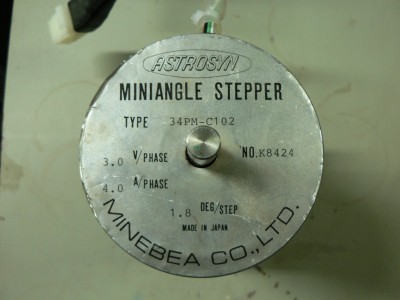 ASTROSYN
MINIANGLE STEPPER
TYPE 34PM-C102
3.0 V/PHASE NO.K8424
4.0 A/PHASE
1.8 DEG/STEP
MADE IN JAPAN
MINEBEA CO., LTD.